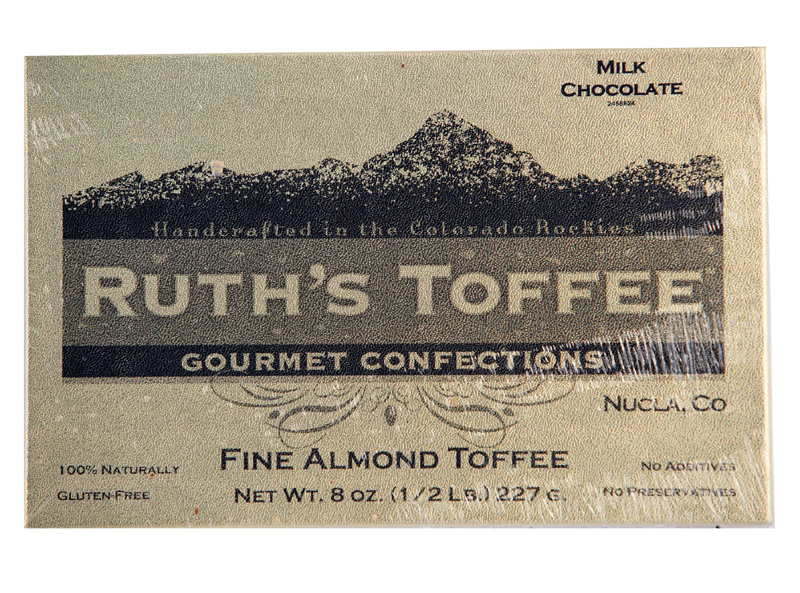 Milk
Chocolate
Handcrafted in the Colorado Rockies
Ruth's Toffee
Gourmet Confections
Nucla, Co
Fine Almond Toffee
100% Naturally
Gluten-Free
Net Wt. 8 oz. (1/2 Lb.) 227 g.
No Additives
No Preservatives